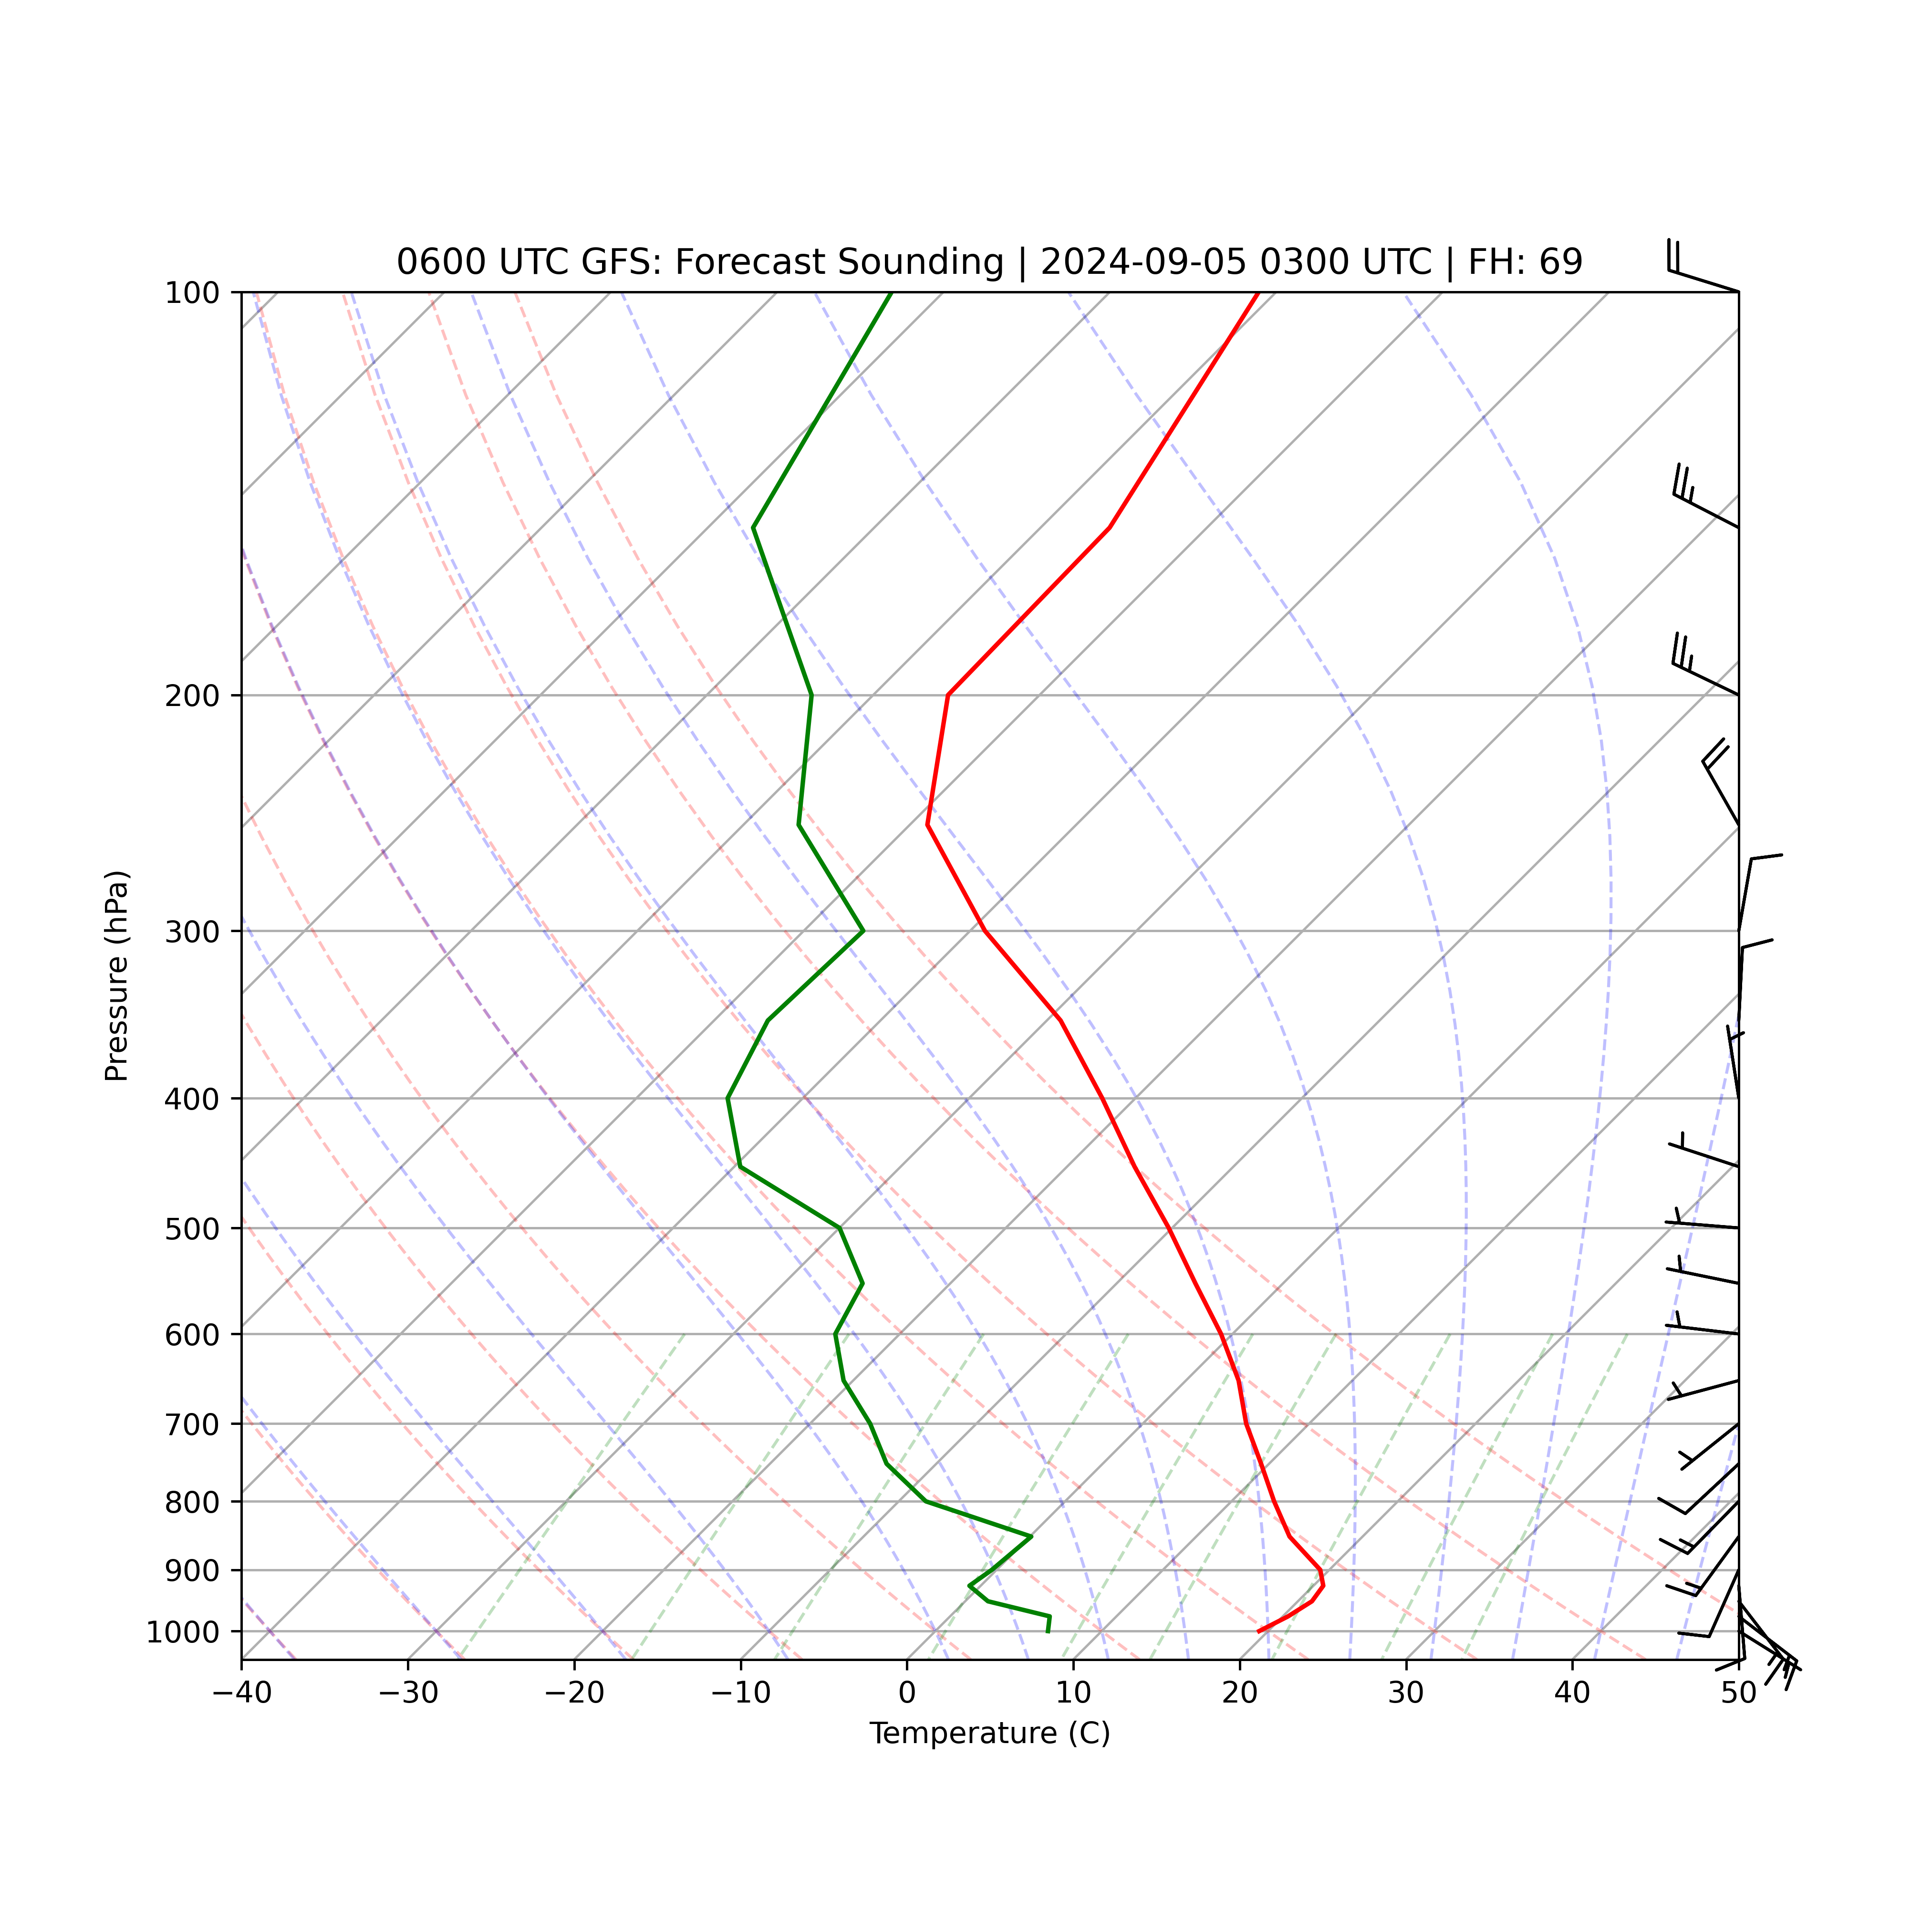 0600 UTC GFS: Forecast Sounding | 2024-09-05 0300 UTC | FH: 69
100
200
300
400
500
600
700
800
900
1000
Pressure (hPa)
−40 −30 −20 −10 0 10 20 30 40 50
Temperature (C)